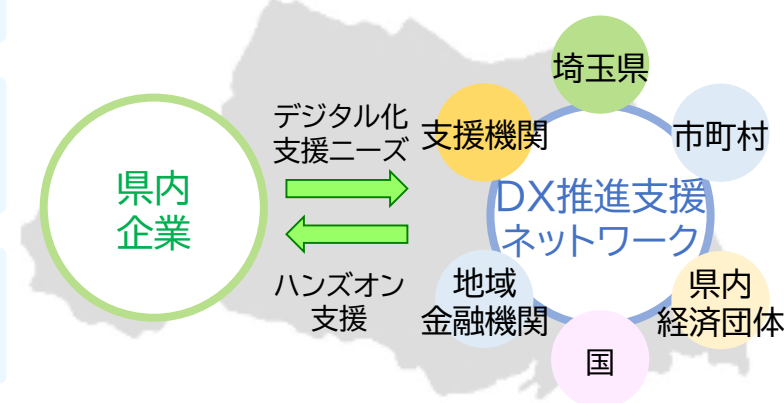 県内
企業
デジタル化
支援ニーズ
ハンズオン
支援
埼玉県
支援機関
市町村
DX推進支援
ネットワーク
地域
金融機関
県内
経済団体
国